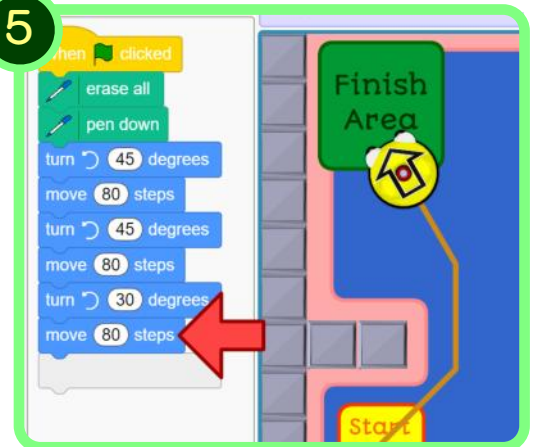 5
when clicked
erase all
pen down
turn 45 degrees
move 80 steps
turn 45 degrees
move 80 steps
turn 30 degrees
move 80 steps
Finish
Area
Start